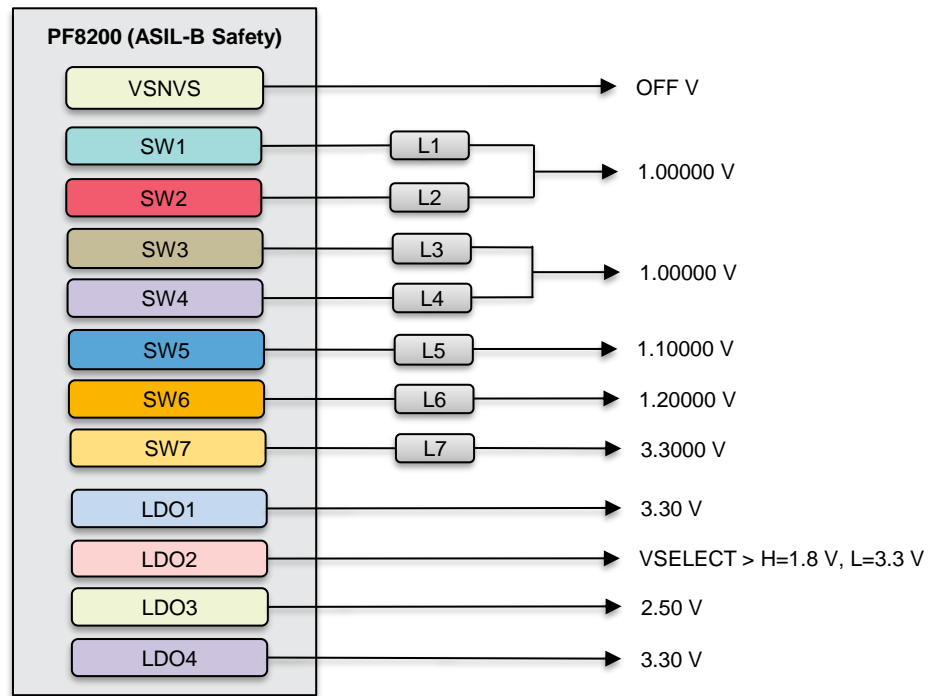 PF8200 (ASIL-B Safety)
VSNVS OFF V
SW1 L1
1.00000 V
SW2 L2
SW3 L3
1.00000 V
SW4 L4
SW5 L5 1.10000 V
SW6 L6 1.20000 V
SW7 L7 3.3000 V
LDO1 3.30 V
LDO2 VSELECT > H=1.8 V, L=3.3 V
LDO3 2.50 V
LDO4 3.30 V